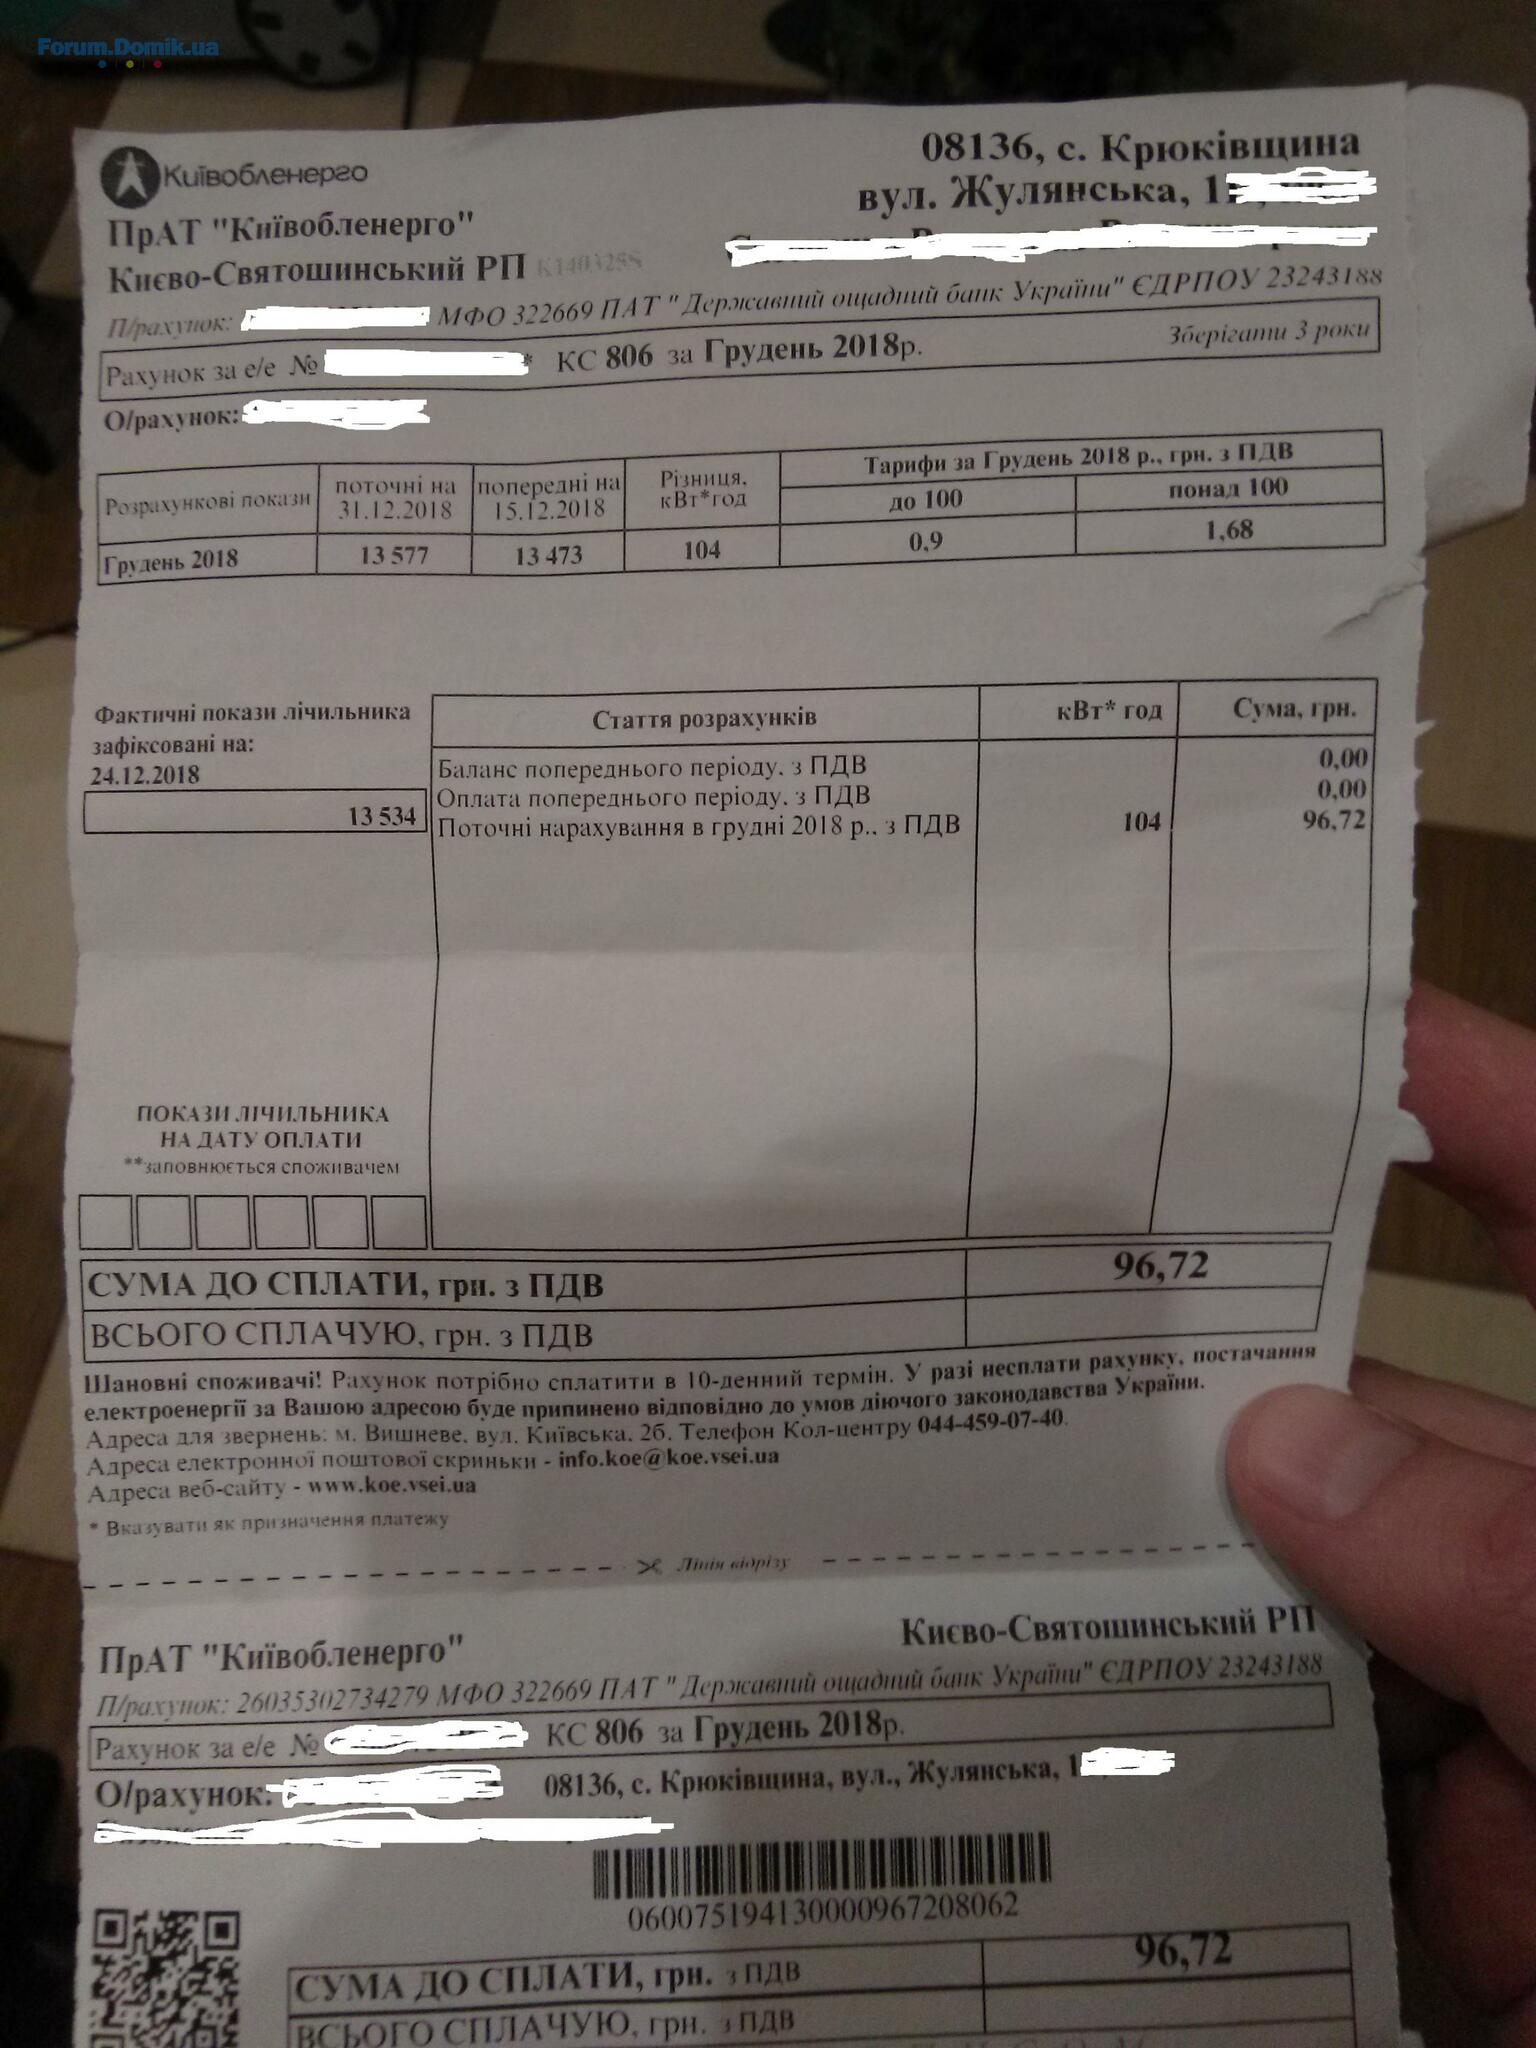 Forum.Domik.ua
Київобленерго
08136, с. Крюківщина
вул. Жулянська, 1
ПрАТ "Київобленерго"
Києво-Святошинський РП К140325S
П/рахунок: МФО 322669 ПАТ " Державний ощадний банк України" ЄДРПОУ 23243188
Рахунок за е/е № * КС 806 за Грудень 2018р. Зберігати 3 роки
О/рахунок:
Розрахункові покази
поточні на 31.12.2018
попередні на 15.12.2018
Різниця, кВт*год
Тарифи за Грудень 2018 р., грн. з ПДВ
до 100 понад 100
Грудень 2018 13 577 13 473 104 0,9 1,68
Фактичні покази лічильника
зафіксовані на:
24.12.2018
13 534
Стаття розрахунків кВт* год Сума, грн.
Баланс попереднього періоду, з ПДВ 0,00
Оплата попереднього періоду, з ПДВ 0,00
Поточні нарахування в грудні 2018 р., з ПДВ 104 96,72
ПОКАЗИ ЛІЧИЛЬНИКА
НА ДАТУ ОПЛАТИ
**заповнюється споживачем
СУМА ДО СПЛАТИ, грн. з ПДВ 96,72
ВСЬОГО СПЛАЧУЮ, грн. з ПДВ
Шановні споживачі! Рахунок потрібно сплатити в 10-денний термін. У разі несплати рахунку, постачання
електроенергії за Вашою адресою буде припинено відповідно до умов діючого законодавства України.
Адреса для звернень: м. Вишневе, вул. Київська, 2б. Телефон Кол-центру 044-459-07-40.
Адреса електронної поштової скриньки - info.koe@koe.vsei.ua
Адреса веб-сайту - www.koe.vsei.ua
* Вказувати як призначення платежу
Лінія відрізу
ПрАТ "Київобленерго" Києво-Святошинський РП
П/рахунок: 26035302734279 МФО 322669 ПАТ " Державний ощадний банк України" ЄДРПОУ 23243188
Рахунок за е/е № КС 806 за Грудень 2018р.
О/рахунок: 08136, с. Крюківщина, вул., Жулянська, 1
060075194130000967208062
СУМА ДО СПЛАТИ, грн. з ПДВ 96,72
ВСЬОГО СПЛАЧУЮ, грн. з ПДВ